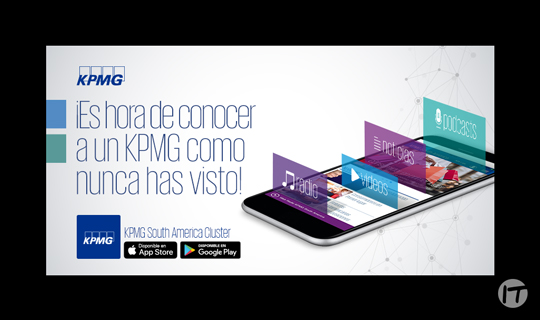 KPMG
¡Es hora de conocer
a un KPMG como
nunca has visto!
podcasts
noticias
videos
radio
KPMG
KPMG South America Cluster
Disponible en
App Store
DISPONIBLE EN
Google Play
IT